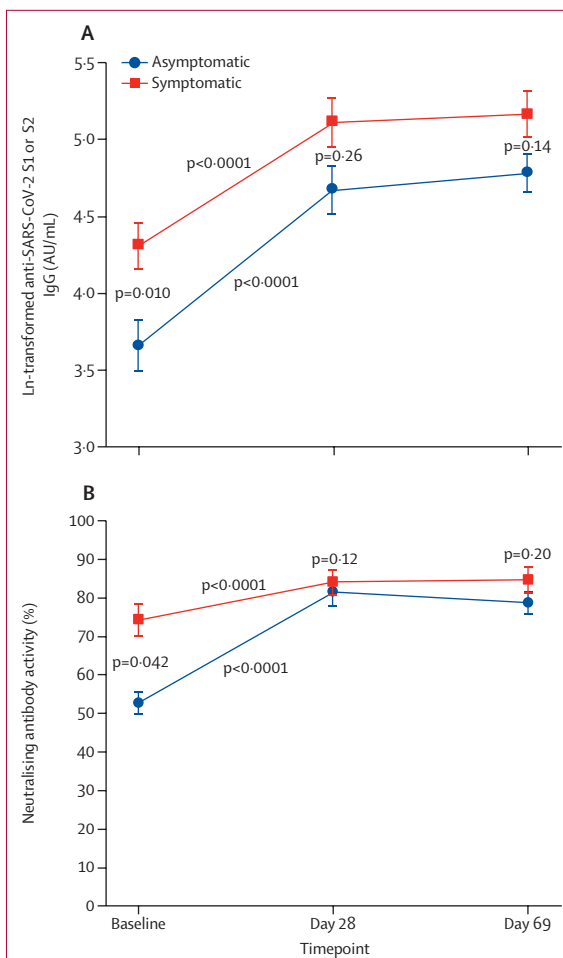 A
Asymptomatic
Symptomatic
5·5
5·0
4·5
4·0
3·5
3·0
Ln-transformed anti-SARS-CoV-2 S1 or S2
IgG (AU/mL)
p<0·0001
p=0·26
p=0·14
p=0·010
p<0·0001
B
100
90
80
70
60
50
40
30
20
10
0
Neutralising antibody activity (%)
p=0·12
p=0·20
p<0·0001
p=0·042
p<0·0001
Baseline
Day 28
Day 69
Timepoint